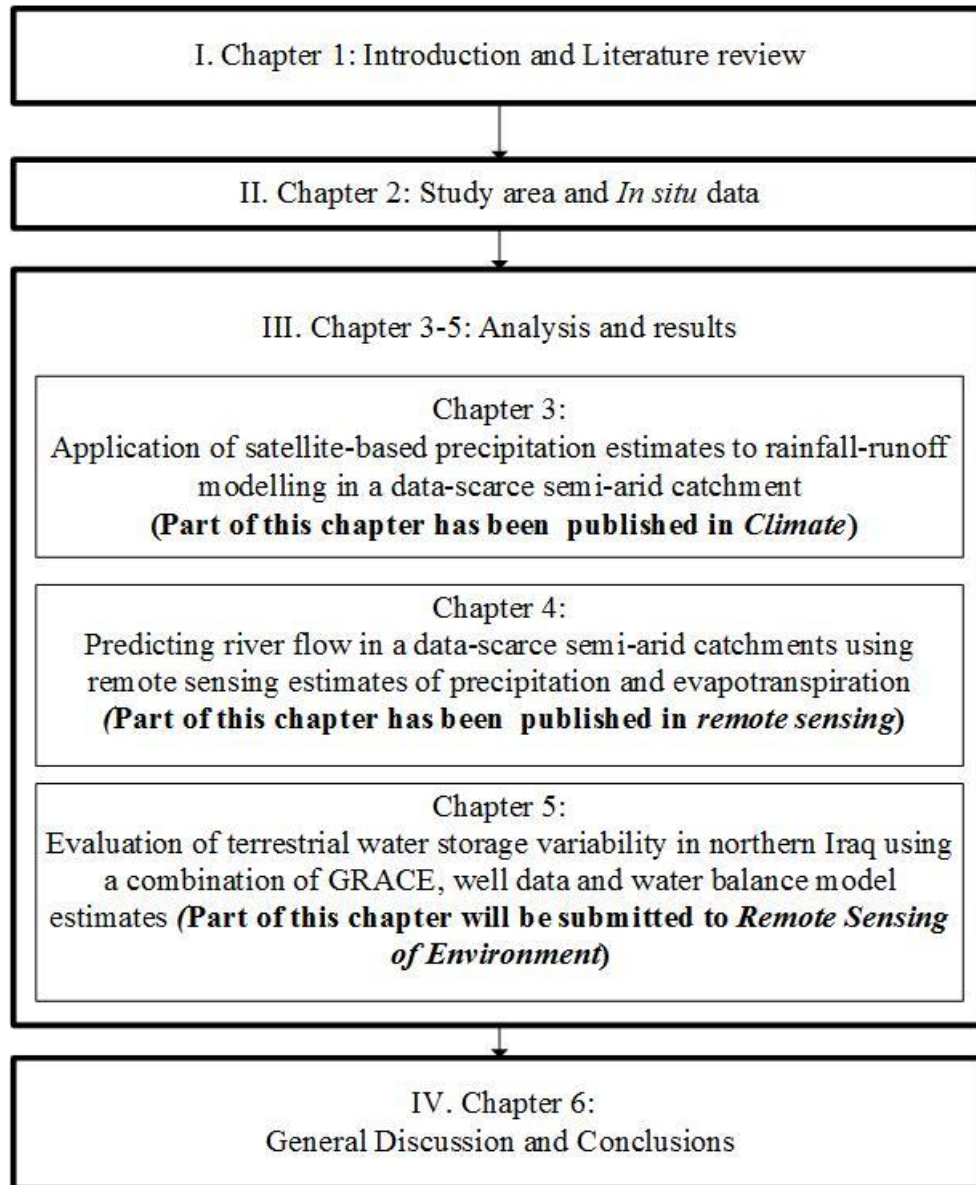 I. Chapter 1: Introduction and Literature review
II. Chapter 2: Study area and In situ data
III. Chapter 3-5: Analysis and results
Chapter 3:
Application of satellite-based precipitation estimates to rainfall-runoff
modelling in a data-scarce semi-arid catchment
(Part of this chapter has been published in Climate)
Chapter 4:
Predicting river flow in a data-scarce semi-arid catchments using
remote sensing estimates of precipitation and evapotranspiration
(Part of this chapter has been published in remote sensing)
Chapter 5:
Evaluation of terrestrial water storage variability in northern Iraq using
a combination of GRACE, well data and water balance model
estimates (Part of this chapter will be submitted to Remote Sensing
of Environment)
IV. Chapter 6:
General Discussion and Conclusions